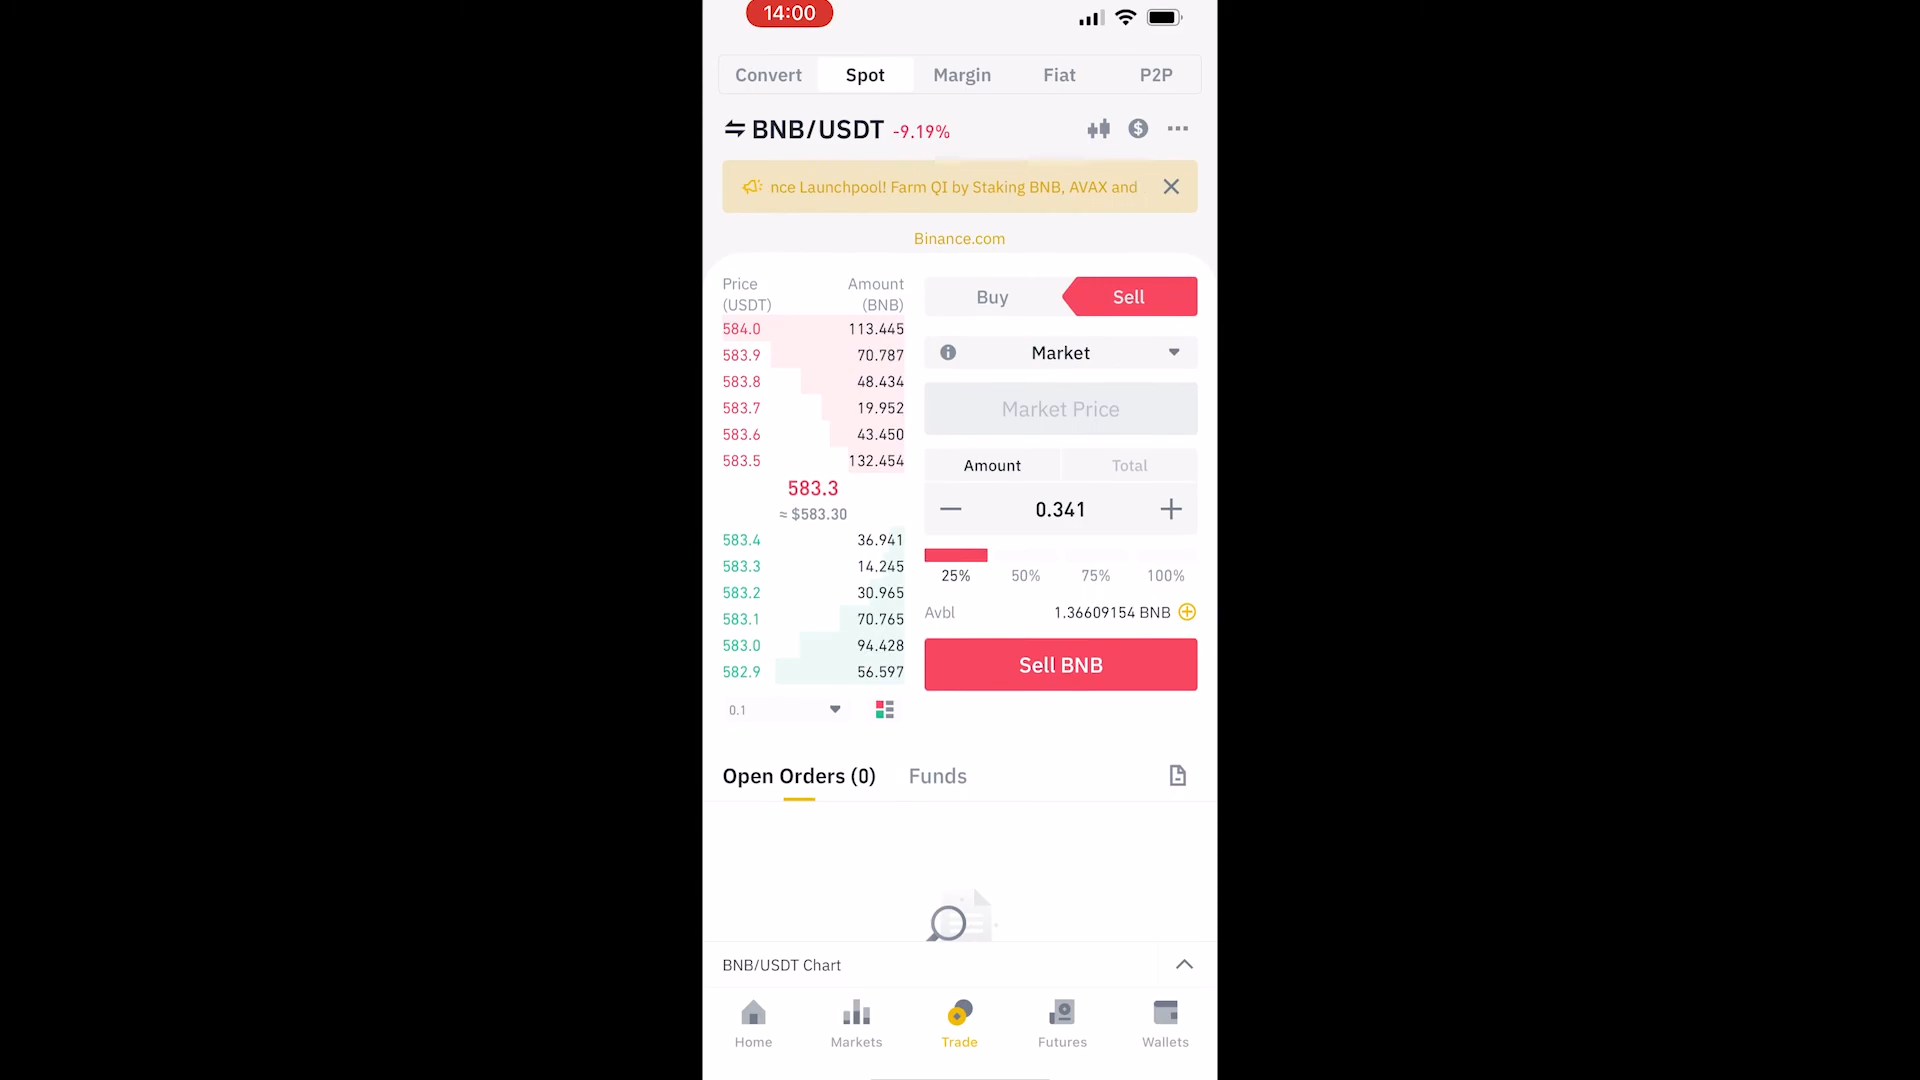 14:00
Convert Spot Margin Fiat P2P
BNB/USDT -9.19%
nce Launchpool! Farm QI by Staking BNB, AVAX and
Binance.com
Price (USDT) Amount (BNB)
584.0 113.445
583.9 70.787
583.8 48.434
583.7 19.952
583.6 43.450
583.5 132.454
583.3
≈ $583.30
583.4 36.941
583.3 14.245
583.2 30.965
583.1 70.765
583.0 94.428
582.9 56.597
0.1
Buy Sell
Market
Market Price
Amount Total
0.341
25% 50% 75% 100%
Avbl 1.36609154 BNB
Sell BNB
Open Orders (0) Funds
BNB/USDT Chart
Home Markets Trade Futures Wallets